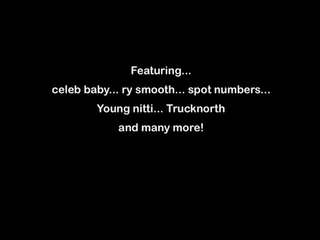 Featuring...
celeb baby... ry smooth... spot numbers...
Young nitti... Trucknorth
and many more!